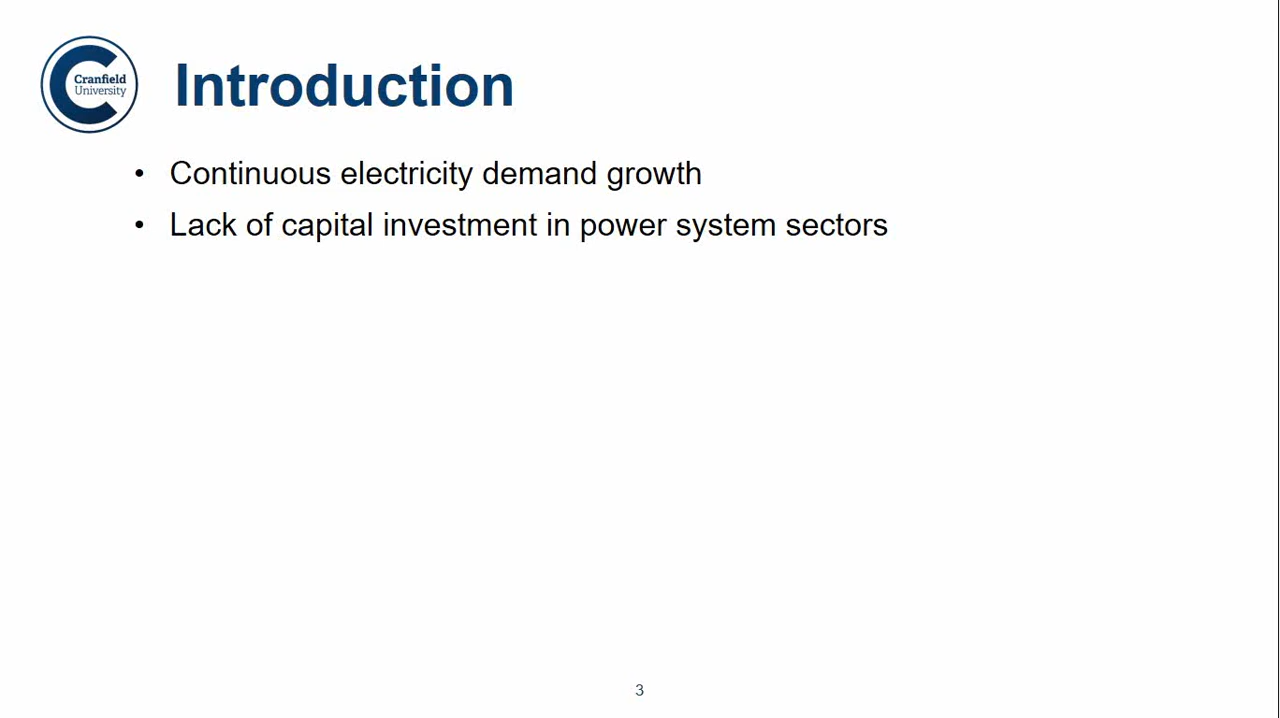 Cranfield
University
Introduction
• Continuous electricity demand growth
• Lack of capital investment in power system sectors
3